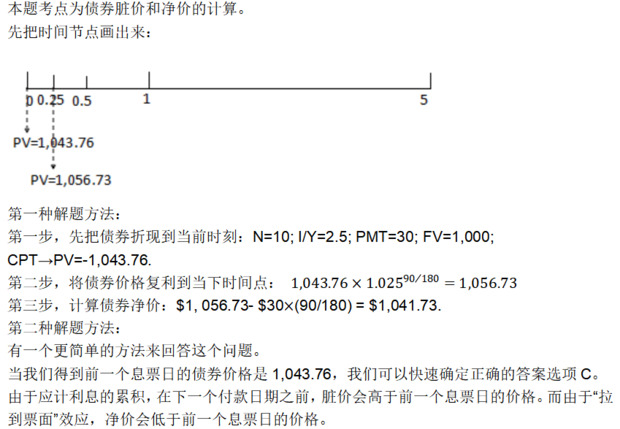 本题考点为债券脏价和净价的计算。
先把时间节点画出来：
0 0.25 0.5 1 5
PV=1,043.76
PV=1,056.73
第一种解题方法：
第一步，先把债券折现到当前时刻：N=10; I/Y=2.5; PMT=30; FV=1,000;
CPT→PV=-1,043.76.
第二步，将债券价格复利到当下时间点： 1,043.76 × 1.025^{90/180} = 1,056.73
第三步，计算债券净价：$1, 056.73- $30×(90/180) = $1,041.73.
第二种解题方法：
有一个更简单的方法来回答这个问题。
当我们得到前一个息票日的债券价格是 1,043.76，我们可以快速确定正确的答案选项 C。
由于应计利息的累积，在下一个付款日期之前，脏价会高于前一个息票日的价格。而由于“拉
到票面”效应，净价会低于前一个息票日的价格。